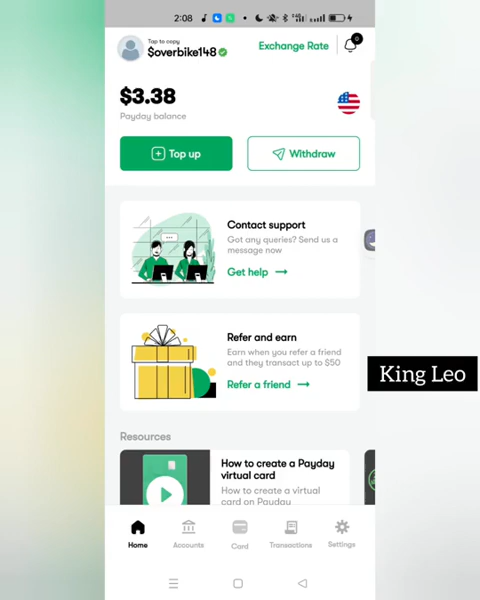 2:08
Tap to copy
$overbike148
Exchange Rate
0
$3.38
Payday balance
Top up
Withdraw
Contact support
Got any queries? Send us a
message now
Get help
Refer and earn
Earn when you refer a friend
and they transact up to $50
Refer a friend
King Leo
Resources
How to create a Payday
virtual card
How to create a virtual
card on Payday
Home
Accounts
Card
Transactions
Settings